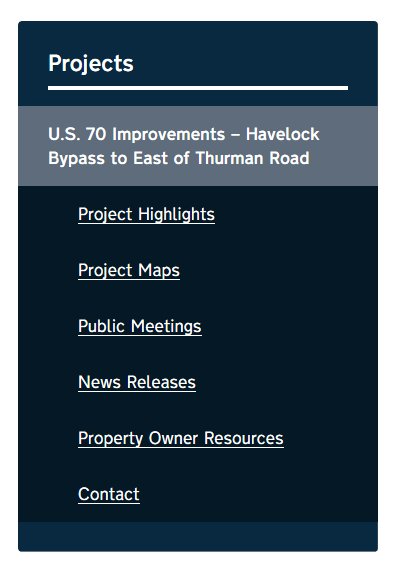 Projects
U.S. 70 Improvements – Havelock
Bypass to East of Thurman Road
Project Highlights
Project Maps
Public Meetings
News Releases
Property Owner Resources
Contact